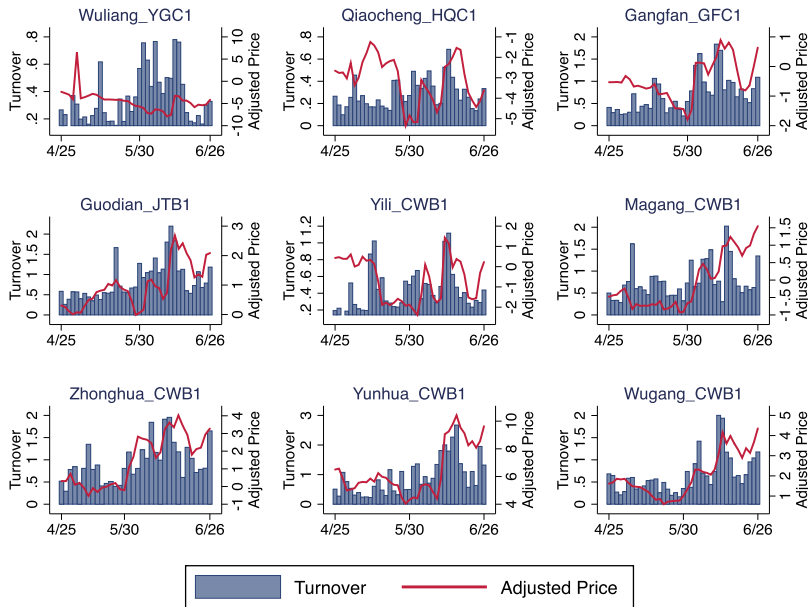 Wuliang_YGC1 Qiaocheng_HQC1 Gangfan_GFC1
Turnover .2 .4 .6 .8 -10 -5 0 5 10 Adjusted Price 4/25 5/30 6/26
Turnover 0 .2 .4 .6 .8 -5 -4 -3 -2 -1 Adjusted Price 4/25 5/30 6/26
Turnover 0 .5 1 1.5 2 -2 -1 0 1 Adjusted Price 4/25 5/30 6/26
Guodian_JTB1 Yili_CWB1 Magang_CWB1
Turnover 0 .5 1 1.5 2 0 1 2 3 Adjusted Price 4/25 5/30 6/26
Turnover .2 .4 .6 .8 1 1.2 -2 -1 0 1 2 Adjusted Price 4/25 5/30 6/26
Turnover 0 .5 1 1.5 2 -1 -.5 0 .5 1 1.5 Adjusted Price 4/25 5/30 6/26
Zhonghua_CWB1 Yunhua_CWB1 Wugang_CWB1
Turnover 0 .5 1 1.5 2 -1 0 1 2 3 4 Adjusted Price 4/25 5/30 6/26
Turnover 0 1 2 3 4 6 8 10 Adjusted Price 4/25 5/30 6/26
Turnover 0 .5 1 1.5 2 1 2 3 4 5 Adjusted Price 4/25 5/30 6/26
Turnover Adjusted Price